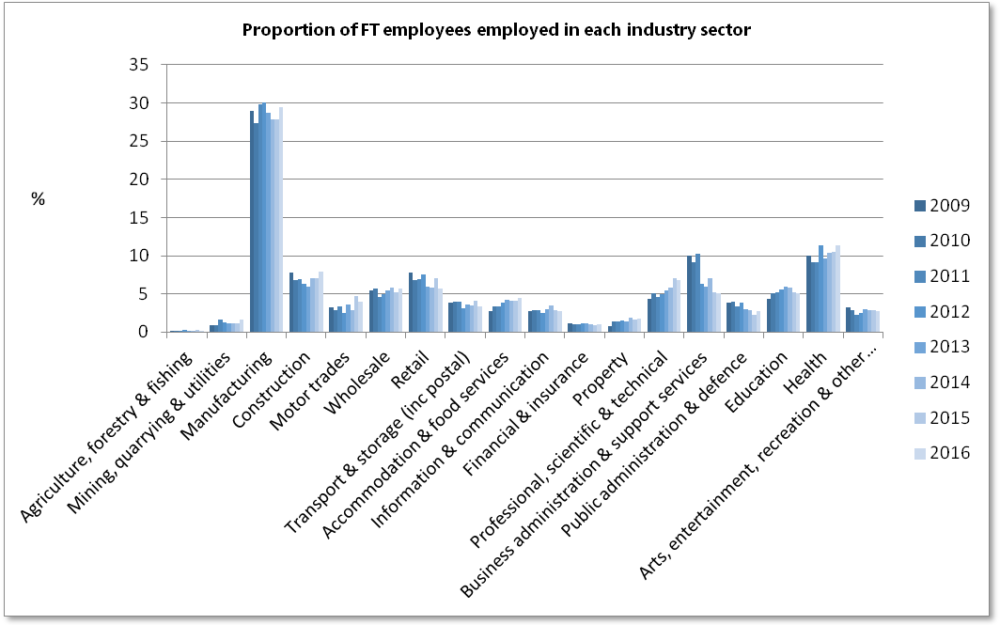 Proportion of FT employees employed in each industry sector
35
30
25
20
15
10
5
0
%
Agriculture, forestry & fishing
Mining, quarrying & utilities
Manufacturing
Construction
Motor trades
Wholesale
Retail
Transport & storage (inc postal)
Accommodation & food services
Information & communication
Financial & insurance
Property
Professional, scientific & technical
Business administration & support services
Public administration & defence
Education
Health
Arts, entertainment, recreation & other...
2009
2010
2011
2012
2013
2014
2015
2016